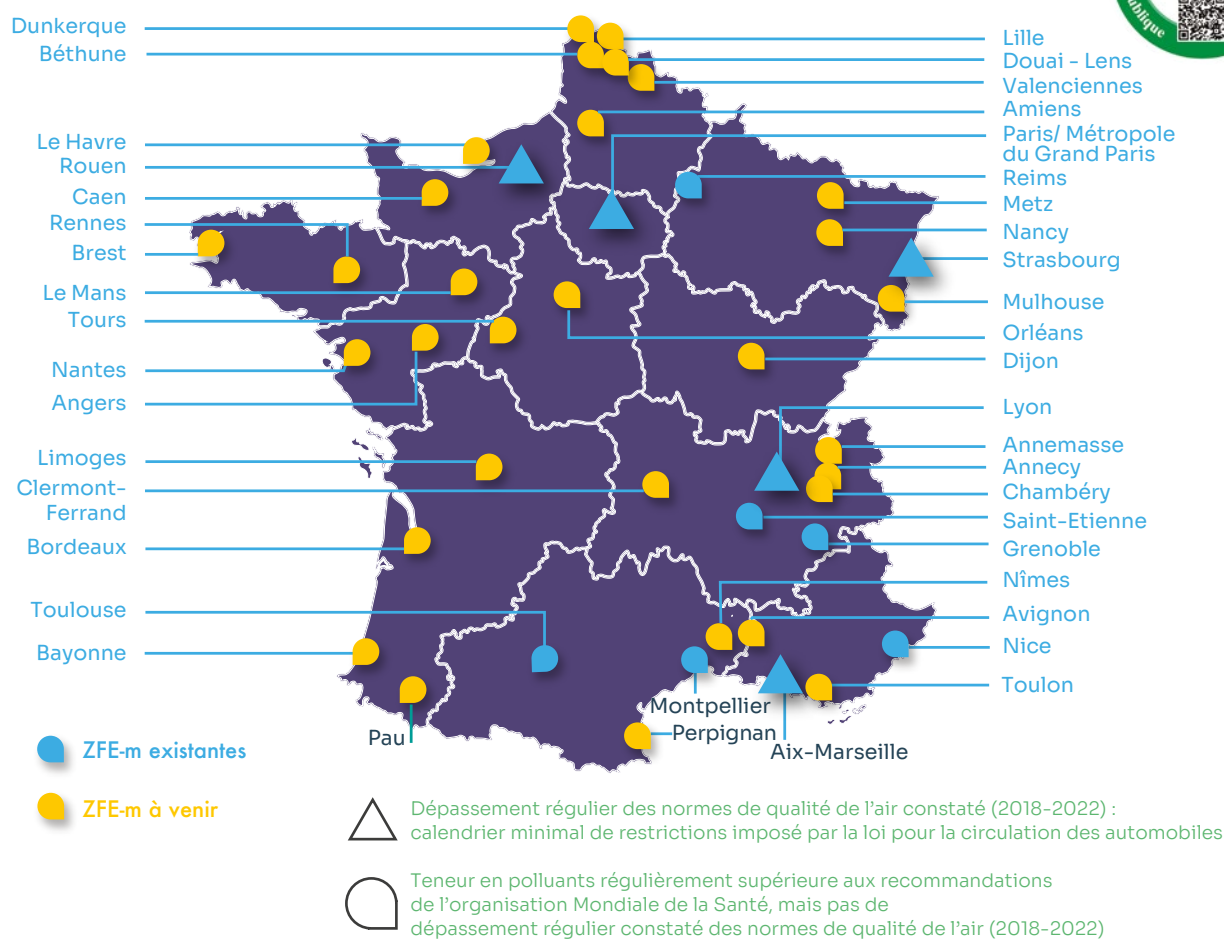 publique
Dunkerque
Béthune
Le Havre
Rouen
Caen
Rennes
Brest
Le Mans
Tours
Nantes
Angers
Limoges
Clermont-
Ferrand
Bordeaux
Toulouse
Bayonne
Lille
Douai - Lens
Valenciennes
Amiens
Paris/ Métropole
du Grand Paris
Reims
Metz
Nancy
Strasbourg
Mulhouse
Orléans
Dijon
Lyon
Annemasse
Annecy
Chambéry
Saint-Etienne
Grenoble
Nîmes
Avignon
Nice
Toulon
Montpellier
Perpignan
Pau
Aix-Marseille
ZFE-m existantes
ZFE-m à venir
Dépassement régulier des normes de qualité de l'air constaté (2018-2022) :
calendrier minimal de restrictions imposé par la loi pour la circulation des automobiles
Teneur en polluants régulièrement supérieure aux recommandations
de l'organisation Mondiale de la Santé, mais pas de
dépassement régulier constaté des normes de qualité de l'air (2018-2022)